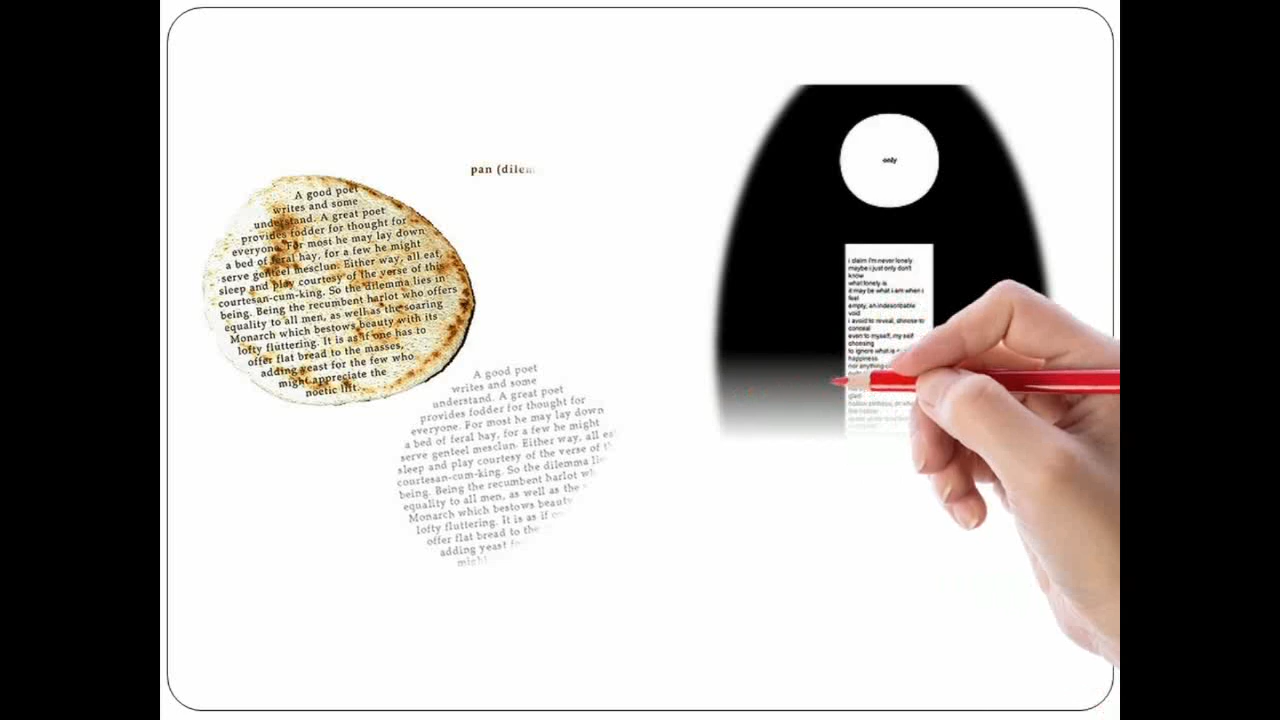 pan (dilem
A good poet
writes and some
understand. A great poet
provides fodder for thought for
everyone. For most he may lay down
a bed of feral hay, for a few he might
serve genteel mesclun. Either way, all eat,
sleep and play courtesy of the verse of the
courtesan-cum-king. So the dilemma lies in
being. Being the recumbent harlot who offers
equality to all men, as well as the soaring
Monarch which bestows beauty with its
lofty fluttering. It is as if one has to
offer flat bread to the masses,
adding yeast for the few who
might appreciate the
noetic lift.
A good poet
writes and some
understand. A great poet
provides fodder for thought for
everyone. For most he may lay down
a bed of feral hay, for a few he might
serve genteel mesclun. Either way, all eat
sleep and play courtesy of the verse of th
courtesan-cum-king. So the dilemma lie
being. Being the recumbent harlot wh
equality to all men, as well as the
Monarch which bestows beauty
lofty fluttering. It is as if o
offer flat bread to the
adding yeast f
migh
only
i claim i'm never lonely
maybe i just only don't
know
what lonely is
it may be what i am when i
feel
empty, an indescribable
void
i avoid to reveal, choose to
conceal
even to myself, my self
choosing
to ignore what is
happiness
nor anything
glad